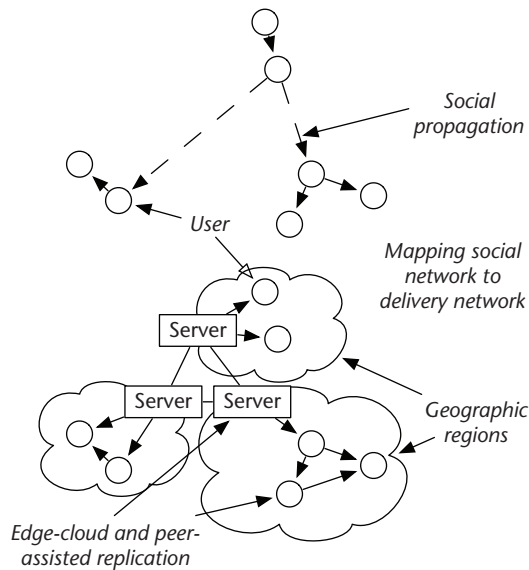 Social
propagation
User
Mapping social
network to
delivery network
Server
Server
Server
Geographic
regions
Edge-cloud and peer-
assisted replication